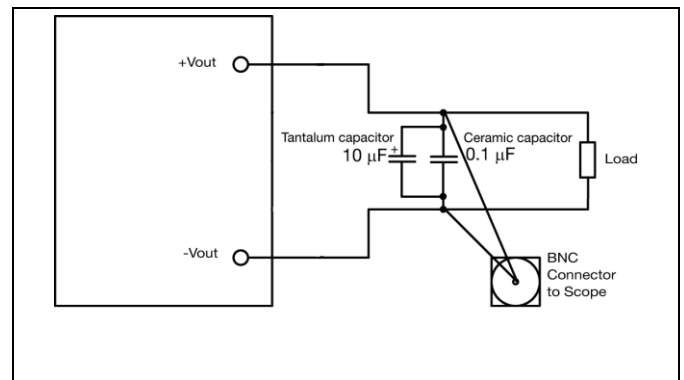 +Vout
Tantalum capacitor
10 μF
+
Ceramic capacitor
0.1 μF
Load
-Vout
BNC
Connector
to Scope